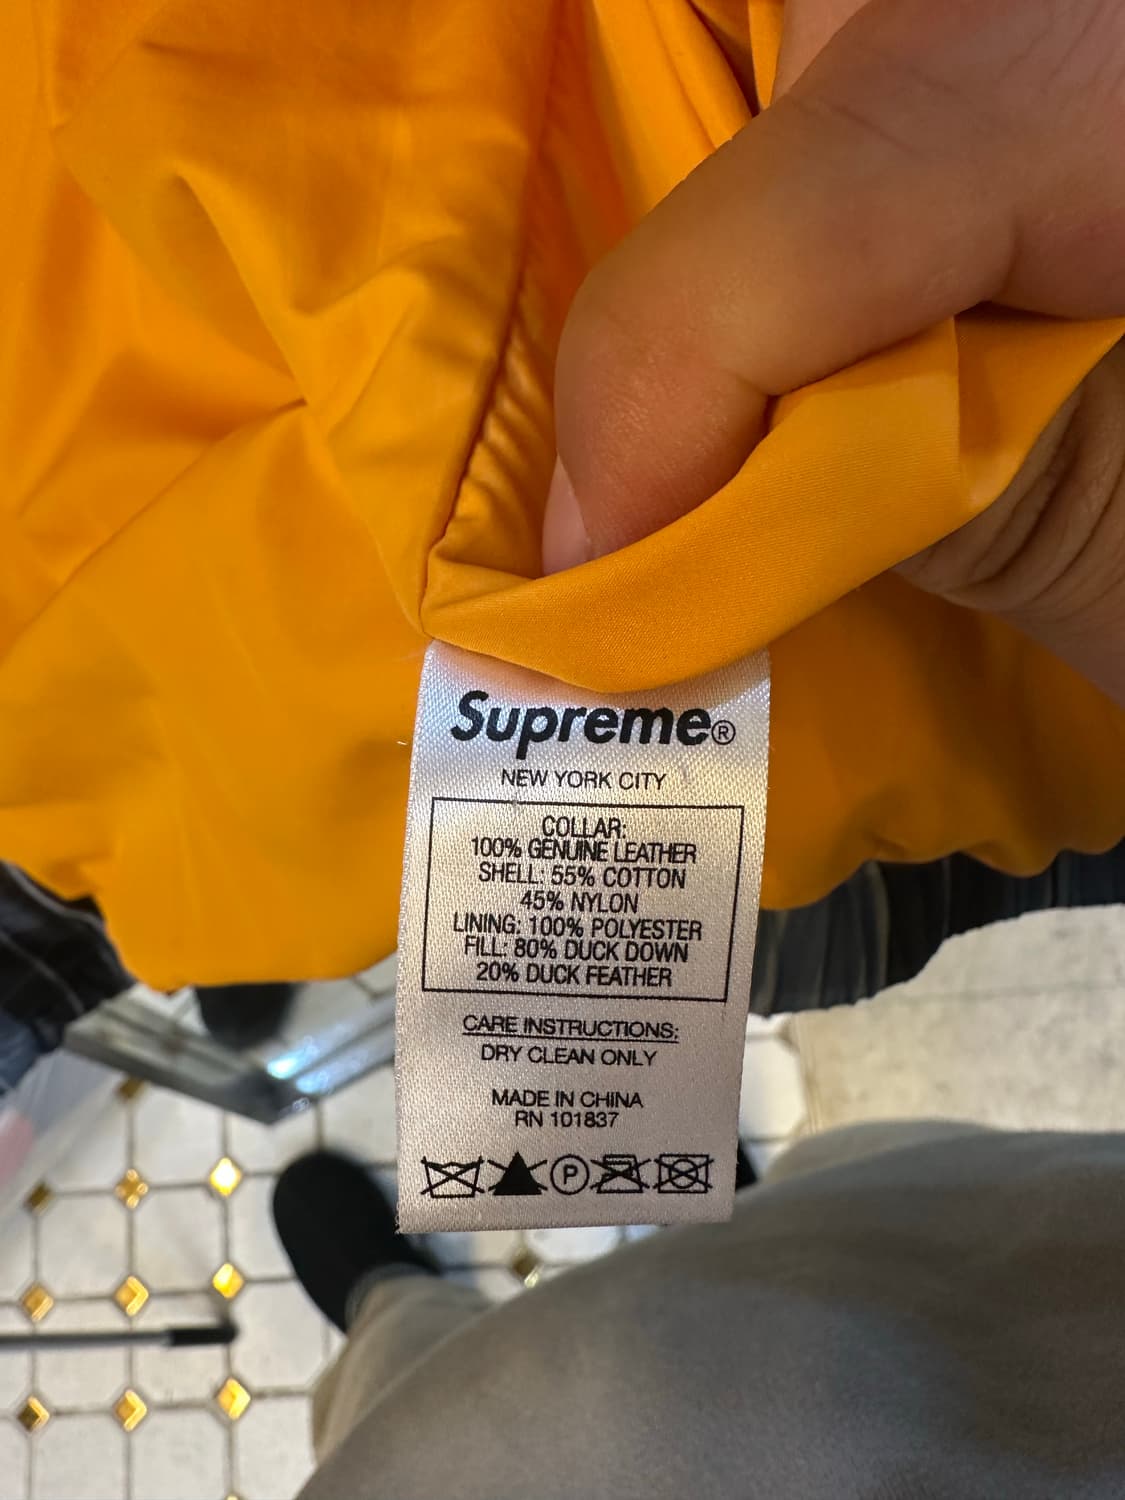 Supreme®
NEW YORK CITY
COLLAR:
100% GENUINE LEATHER
SHELL: 55% COTTON
45% NYLON
LINING: 100% POLYESTER
FILL: 80% DUCK DOWN
20% DUCK FEATHER
CARE INSTRUCTIONS:
DRY CLEAN ONLY
MADE IN CHINA
RN 101837
P